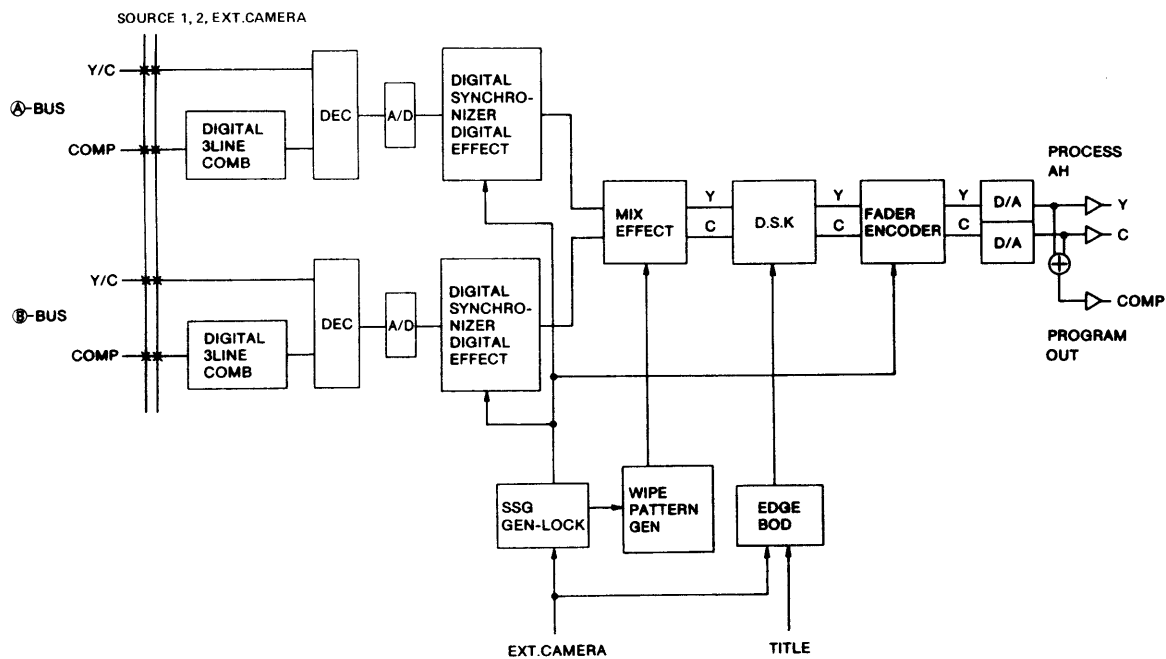 SOURCE 1, 2, EXT.CAMERA
Y/C
Ⓐ-BUS
COMP
DIGITAL
3LINE
COMB
DEC
A/D
DIGITAL
SYNCHRO-
NIZER
DIGITAL
EFFECT
Y/C
Ⓑ-BUS
COMP
DIGITAL
3LINE
COMB
DEC
A/D
DIGITAL
SYNCHRO-
NIZER
DIGITAL
EFFECT
MIX
EFFECT
Y
C
D.S.K
Y
C
FADER
ENCODER
Y
C
D/A
D/A
PROCESS
AH
Y
C
COMP
PROGRAM
OUT
SSG
GEN-LOCK
WIPE
PATTERN
GEN
EDGE
BOD
EXT.CAMERA
TITLE